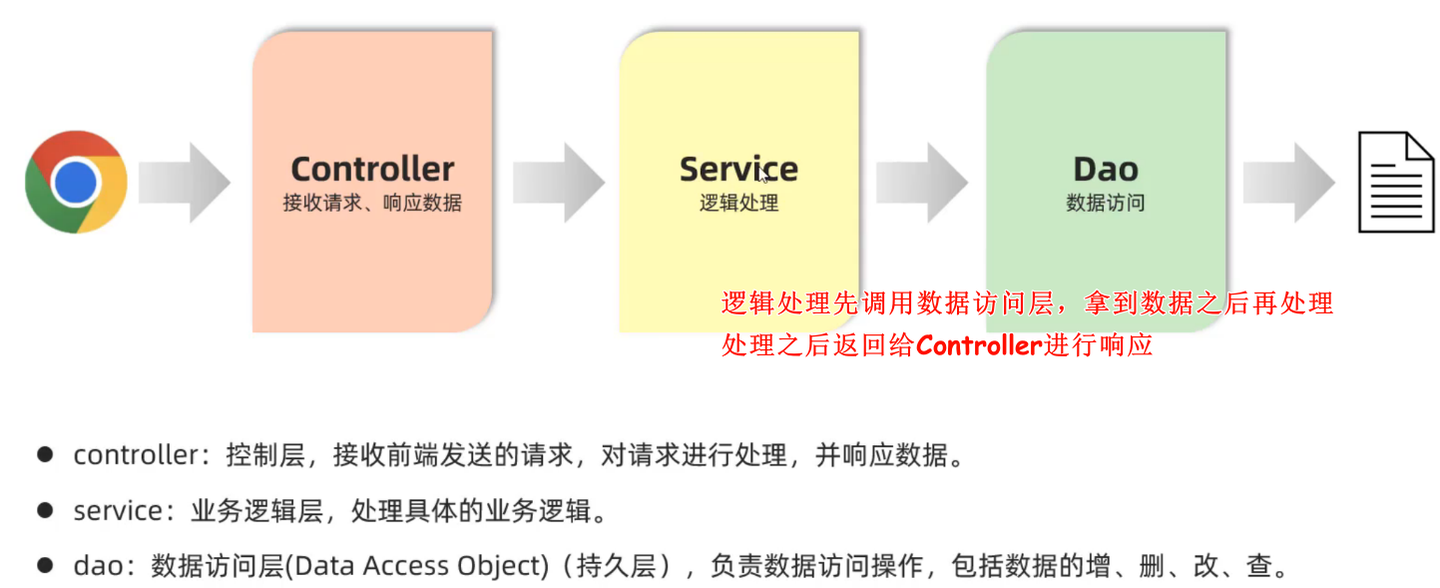 Controller
接收请求、响应数据
Service
逻辑处理
Dao
数据访问
逻辑处理先调用数据访问层，拿到数据之后再处理
处理之后返回给Controller进行响应
● controller：控制层，接收前端发送的请求，对请求进行处理，并响应数据。
● service：业务逻辑层，处理具体的业务逻辑。
● dao：数据访问层(Data Access Object)（持久层），负责数据访问操作，包括数据的增、删、改、查。